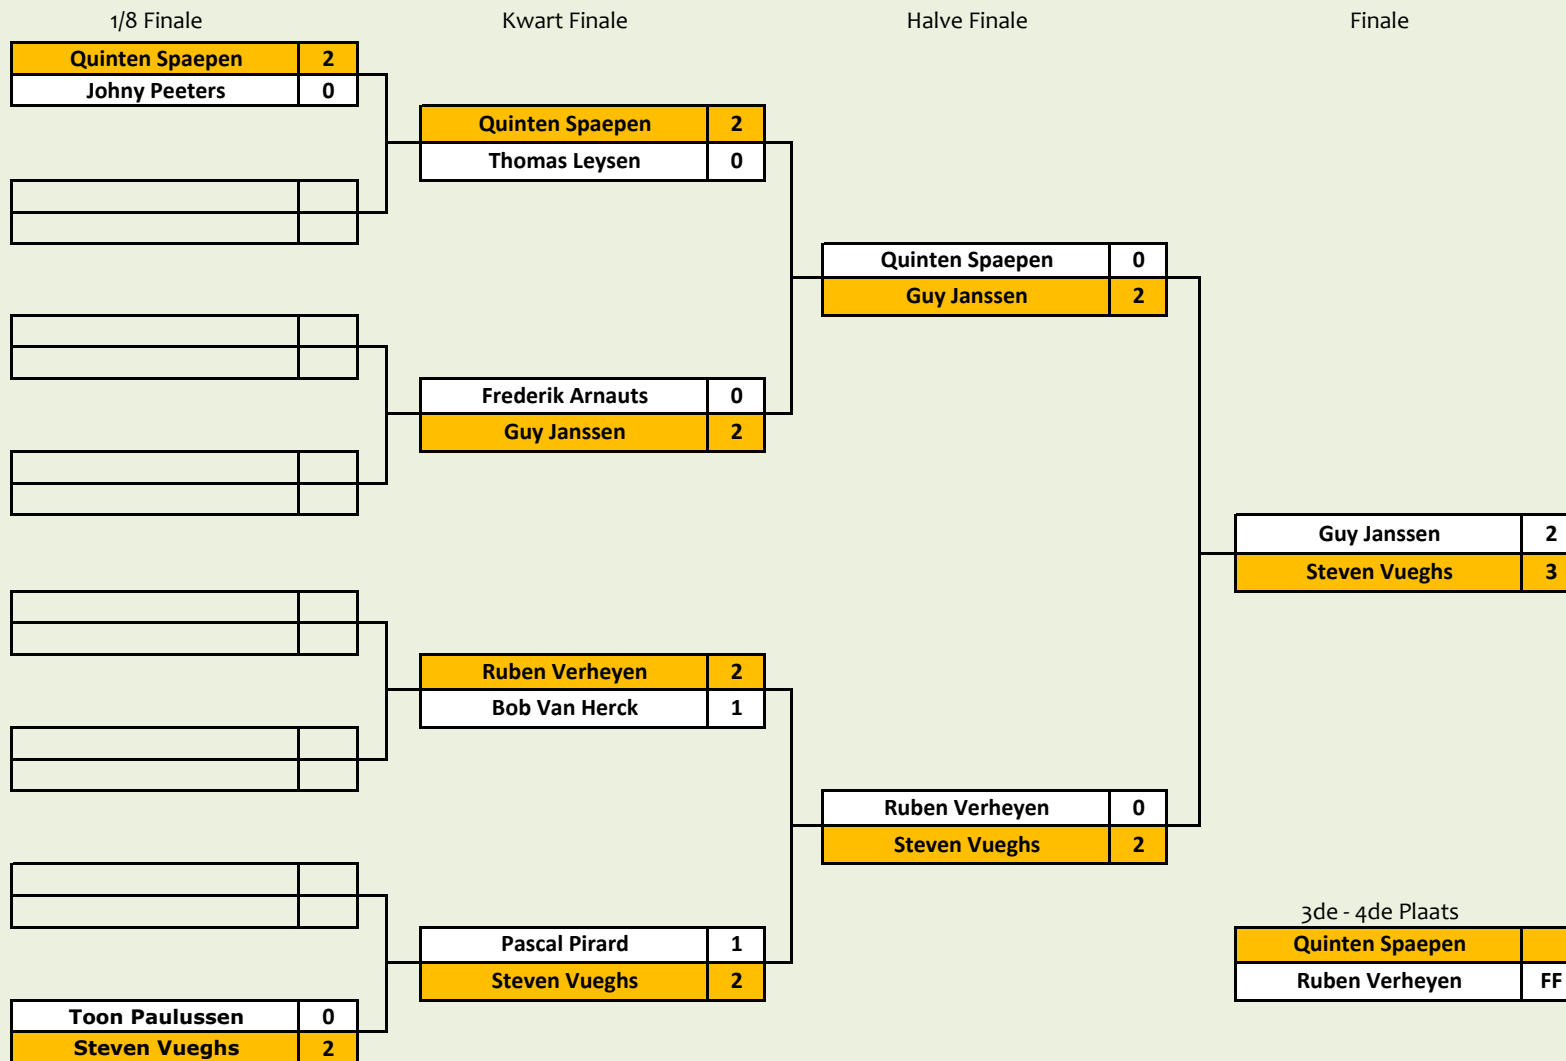 1/8 Finale Kwart Finale Halve Finale Finale
Quinten Spaepen 2
Johny Peeters 0
Quinten Spaepen 2
Thomas Leysen 0
Quinten Spaepen 0
Guy Janssen 2
Frederik Arnauts 0
Guy Janssen 2
Guy Janssen 2
Steven Vueghs 3
Ruben Verheyen 2
Bob Van Herck 1
Ruben Verheyen 0
Steven Vueghs 2
3de - 4de Plaats
Pascal Pirard 1
Steven Vueghs 2
Quinten Spaepen
Ruben Verheyen FF
Toon Paulussen 0
Steven Vueghs 2